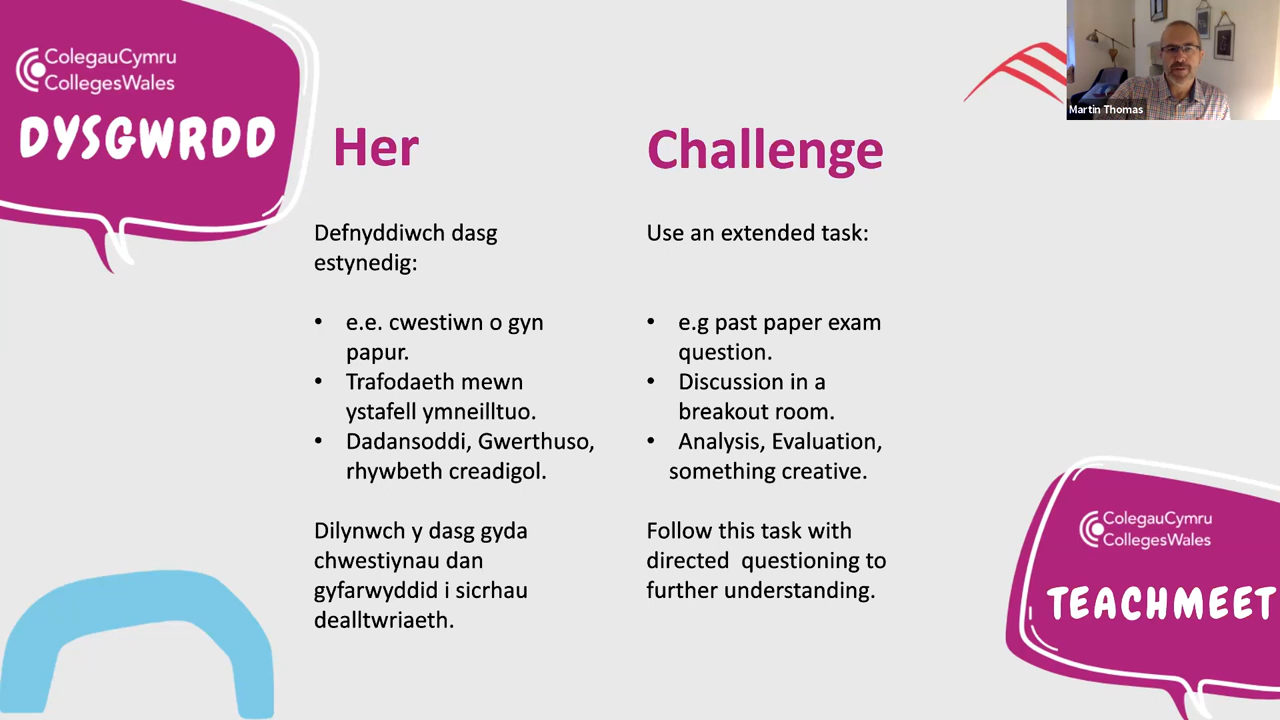 ColegauCymru
CollegesWales
DYSGWRDD
Martin Thomas
Her
Defnyddiwch dasg
estynedig:
• e.e. cwestiwn o gyn
papur.
• Trafodaeth mewn
ystafell ymneilltuo.
• Dadansoddi, Gwerthuso,
rhywbeth creadigol.
Dilynwch y dasg gyda
chwestiynau dan
gyfarwyddid i sicrhau
dealltwriaeth.
Challenge
Use an extended task:
• e.g past paper exam
question.
• Discussion in a
breakout room.
• Analysis, Evaluation,
something creative.
Follow this task with
directed  questioning to
further understanding.
ColegauCymru
CollegesWales
TEACHMEET